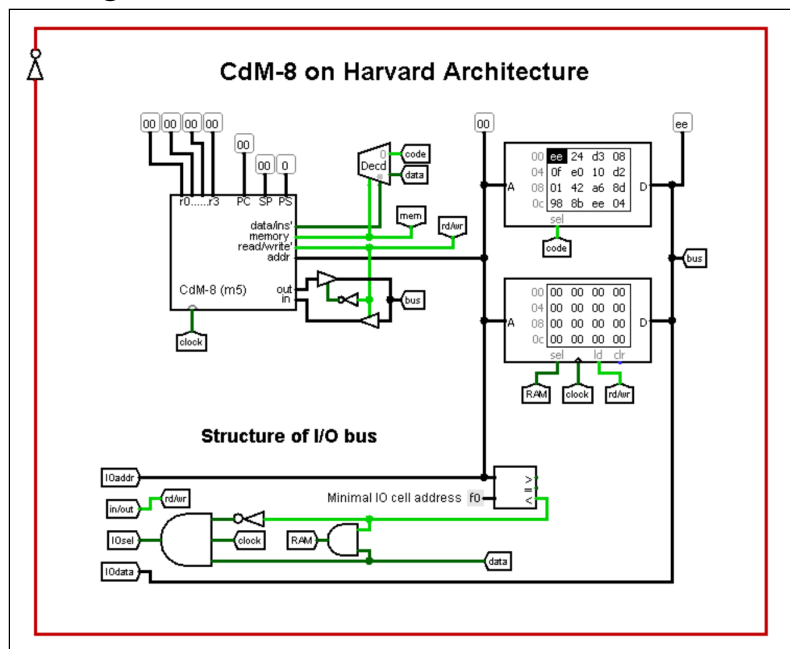 CdM-8 on Harvard Architecture
00 00 00 00
00
00 0
00
ee
r0......r3 PC SP PS
0
Decd
code
data
mem
rd/wr
data/ins'
memory
read/write'
addr
out
in
CdM-8 (m5)
bus
clock
A
00 ee 24 d3 08
04 0f e0 10 d2
08 01 42 a6 8d
0c 98 8b ee 04
D
sel
code
bus
A
00 00 00 00 00
04 00 00 00 00
08 00 00 00 00
0c 00 00 00 00
D
sel ld clr
RAM clock rd/wr
Structure of I/O bus
IOaddr
in/out
rd/wr
Minimal IO cell address f0
>
=
<
IOsel
clock
RAM
data
IOdata